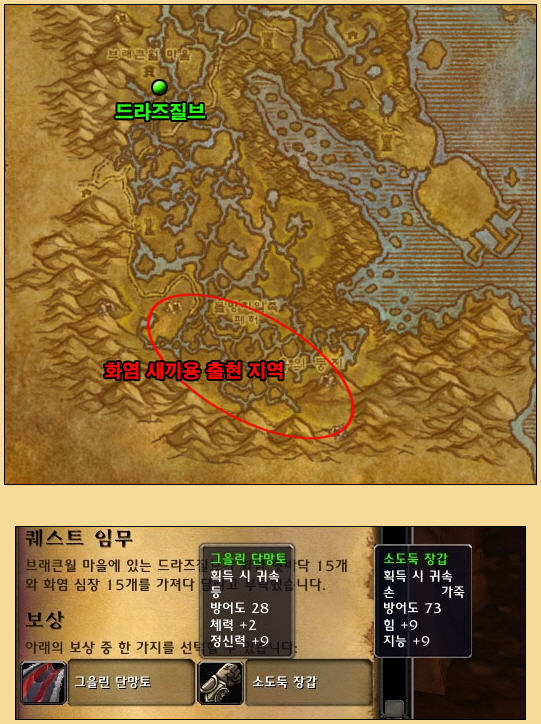 브래큰월 마을
드라즈질브
화염 새끼용 출현 지역
퀘스트 임무
브래큰월 마을에 있는 드라즈질 15개
와 화염 심장 15개를 가져다
보상
아래의 보상 중 한 가지를 선택
그을린 단망토
획득 시 귀속
등
방어도 28
체력 +2
정신력 +9
소도둑 장갑
획득 시 귀속
손 가죽
방어도 73
힘 +9
지능 +9
그을린 단망토
소도둑 장갑